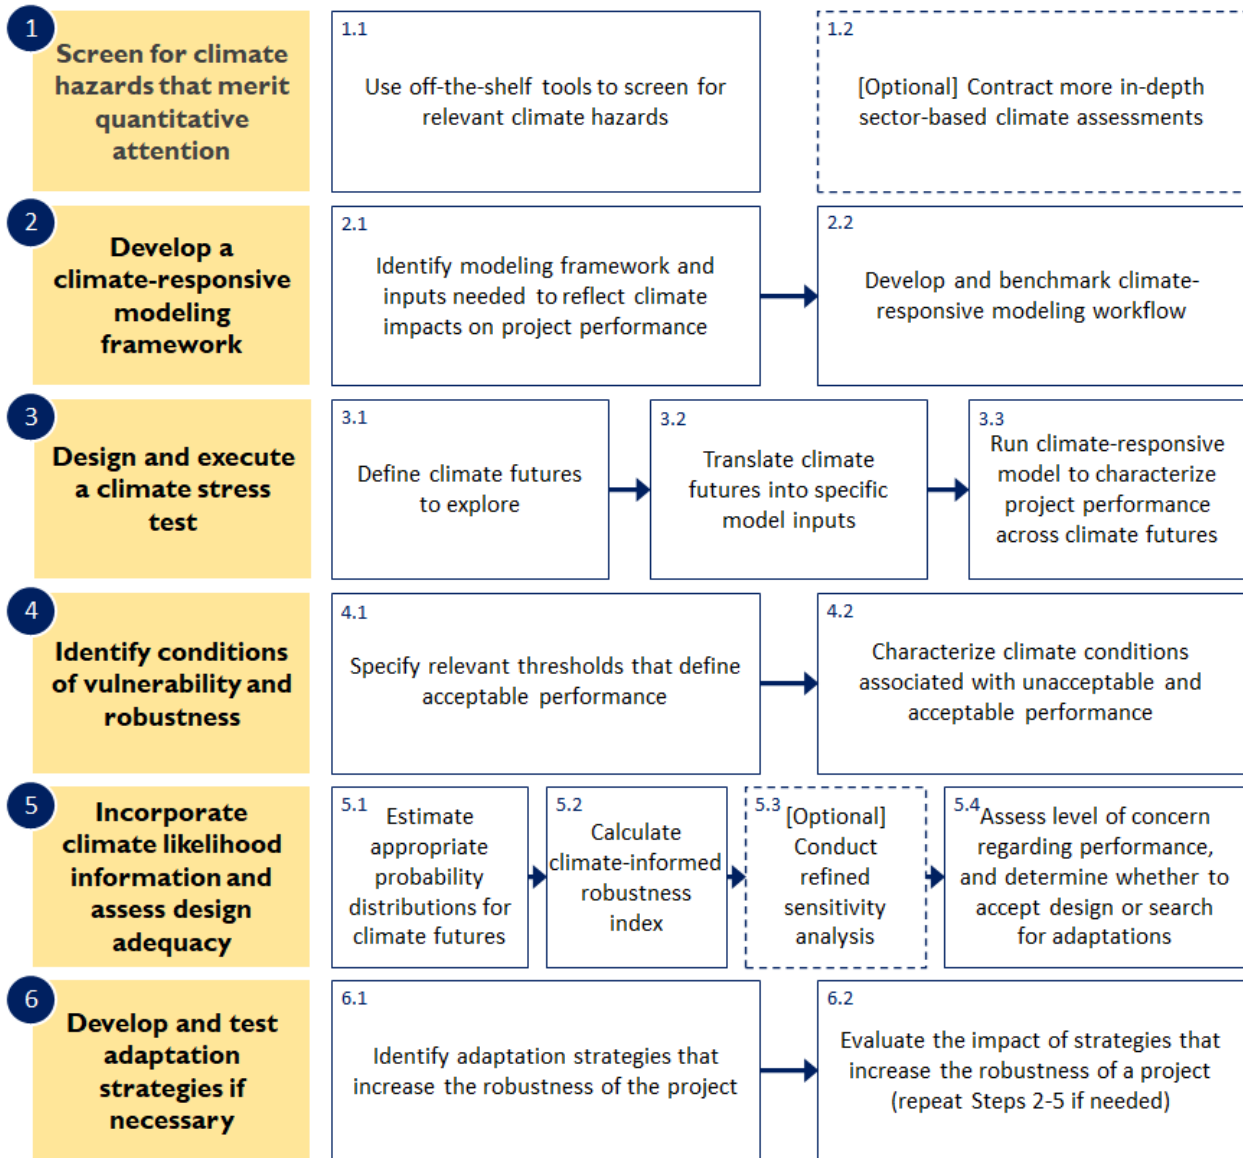 1
Screen for climate
hazards that merit
quantitative
attention
1.1
Use off-the-shelf tools to screen for
relevant climate hazards
1.2
[Optional] Contract more in-depth
sector-based climate assessments
2
Develop a
climate-responsive
modeling
framework
2.1
Identify modeling framework and
inputs needed to reflect climate
impacts on project performance
2.2
Develop and benchmark climate-
responsive modeling workflow
3
Design and execute
a climate stress
test
3.1
Define climate futures
to explore
3.2
Translate climate
futures into specific
model inputs
3.3
Run climate-responsive
model to characterize
project performance
across climate futures
4
Identify conditions
of vulnerability and
robustness
4.1
Specify relevant thresholds that define
acceptable performance
4.2
Characterize climate conditions
associated with unacceptable and
acceptable performance
5
Incorporate
climate likelihood
information and
assess design
adequacy
5.1
Estimate
appropriate
probability
distributions for
climate futures
5.2
Calculate
climate-informed
robustness
index
5.3
[Optional]
Conduct
refined
sensitivity
analysis
5.4
Assess level of concern
regarding performance,
and determine whether to
accept design or search
for adaptations
6
Develop and test
adaptation
strategies if
necessary
6.1
Identify adaptation strategies that
increase the robustness of the project
6.2
Evaluate the impact of strategies that
increase the robustness of a project
(repeat Steps 2-5 if needed)